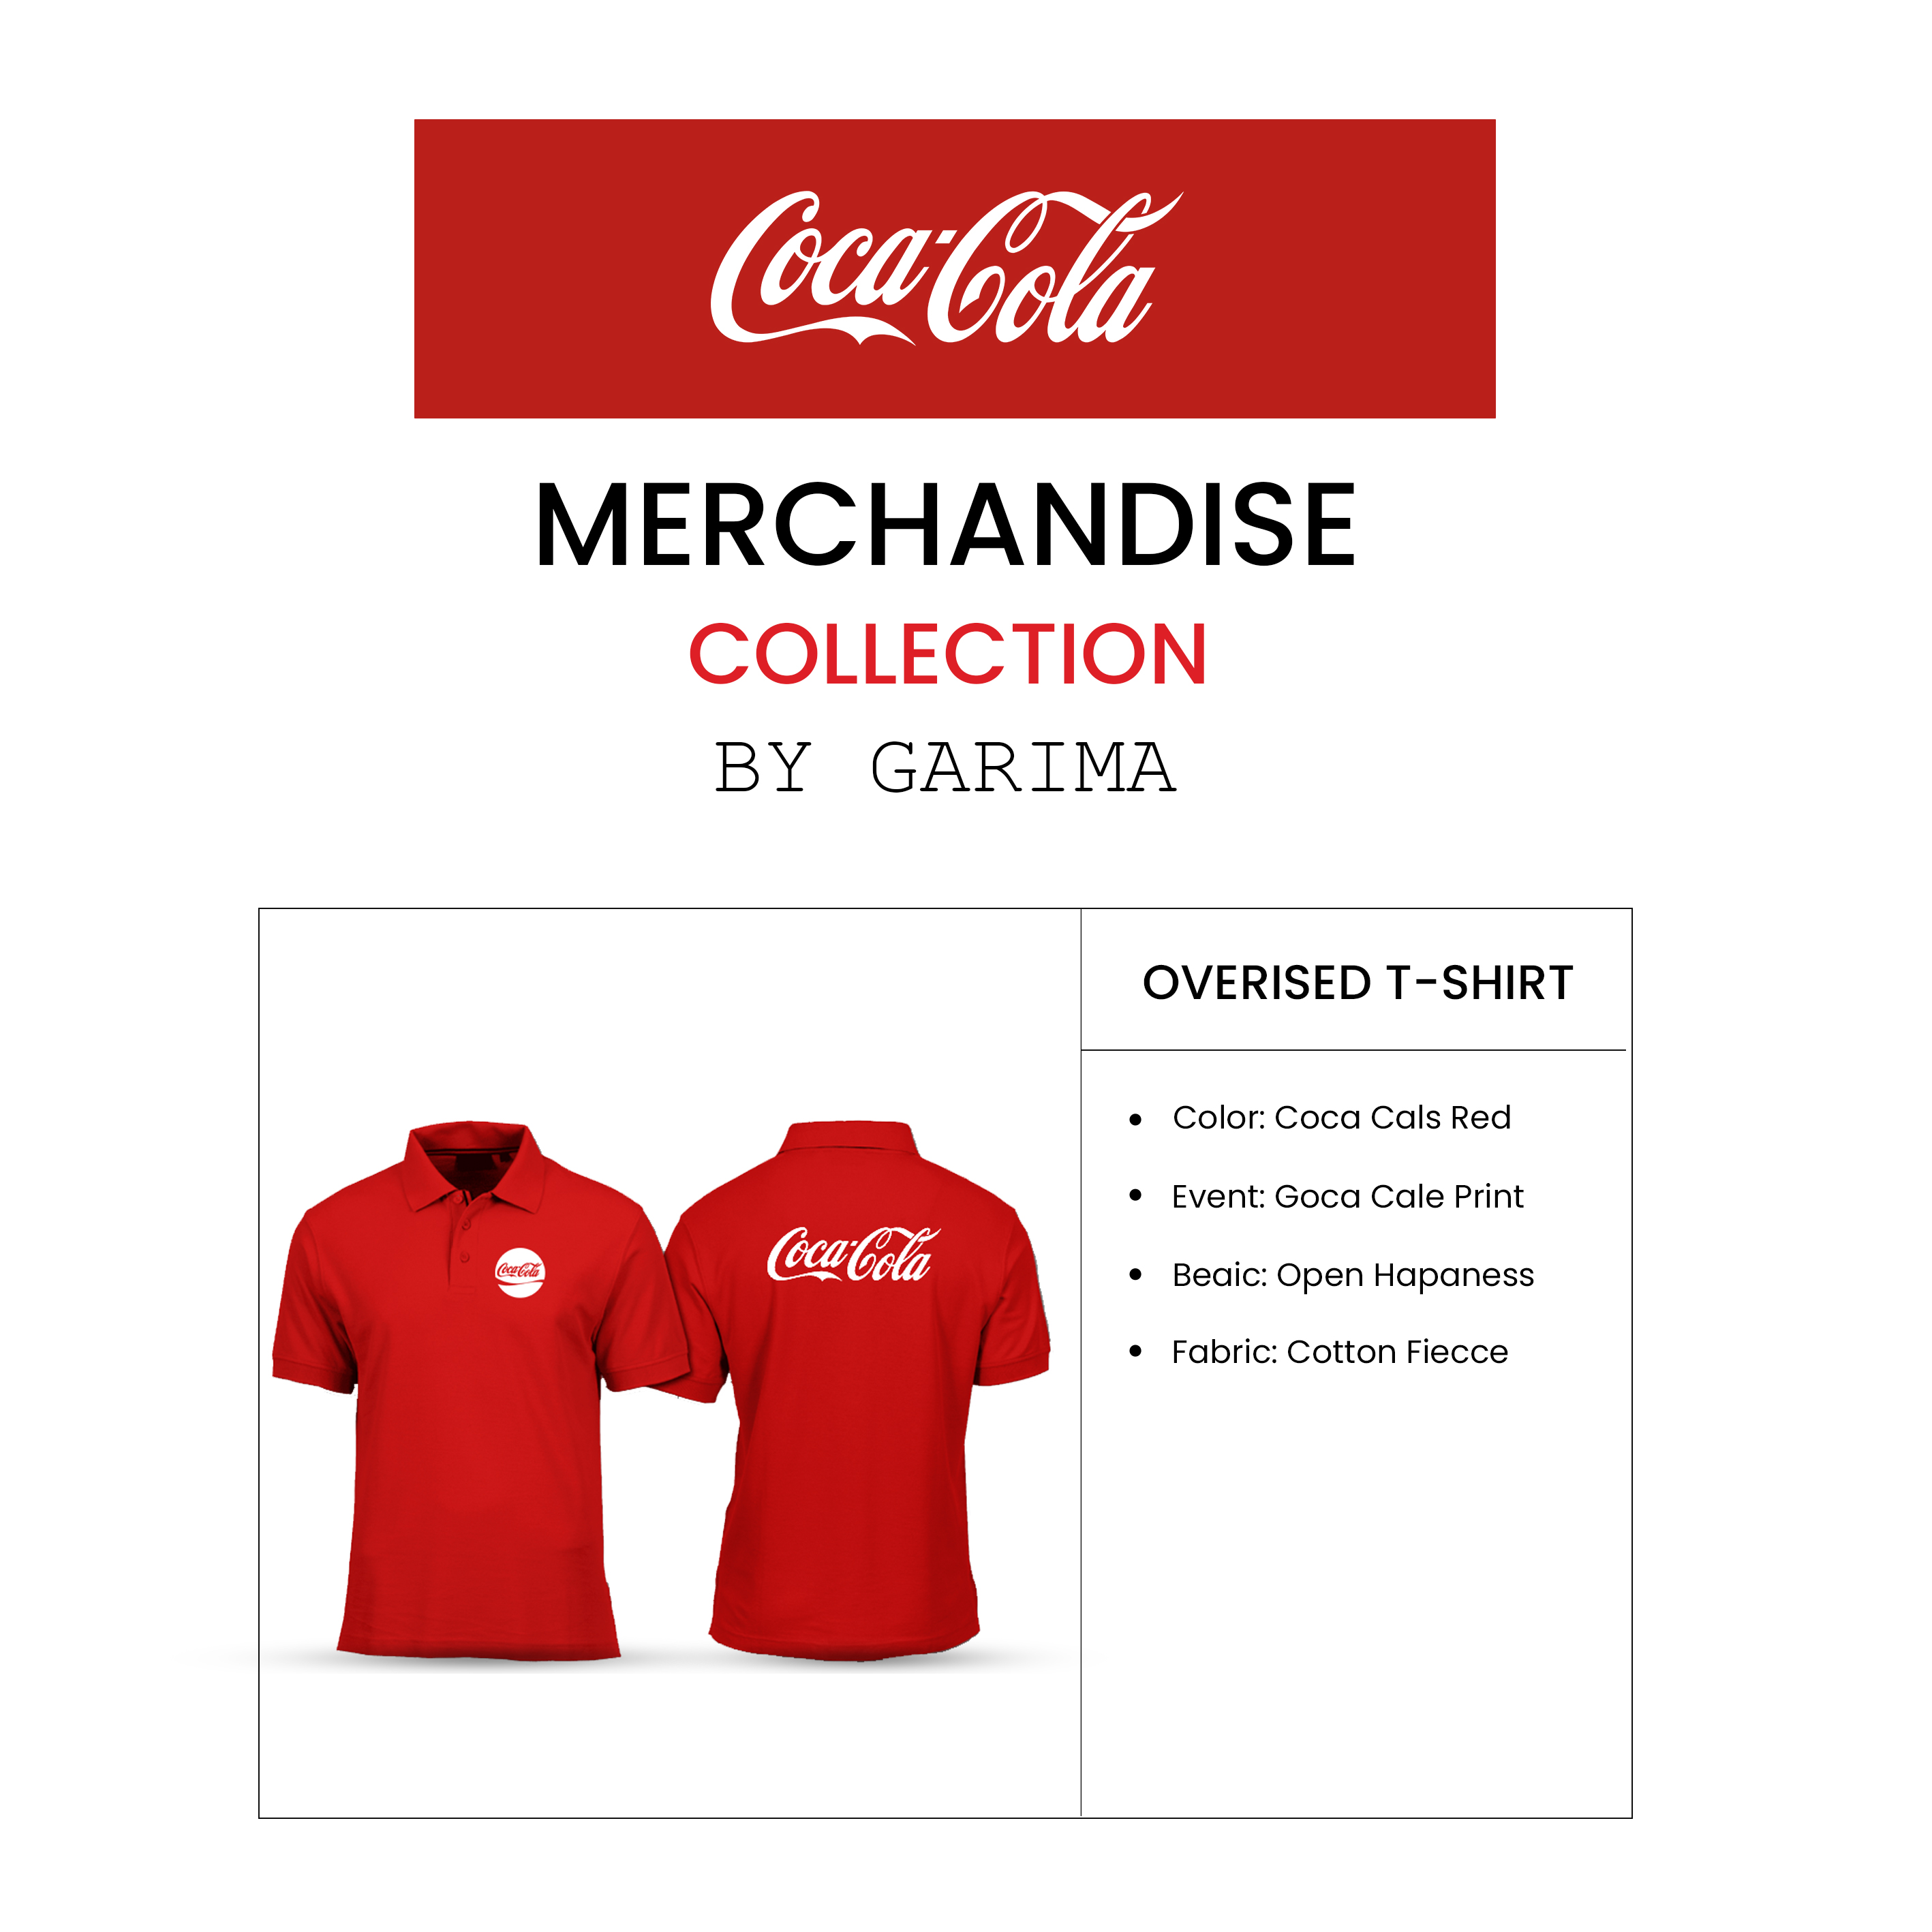 Coca-Cola
MERCHANDISE
COLLECTION
BY GARIMA
OVERISED T-SHIRT
Color: Coca Cals Red
Event: Goca Cale Print
Beaic: Open Hapaness
Fabric: Cotton Fiecce
Coca-Cola
Coca-Cola